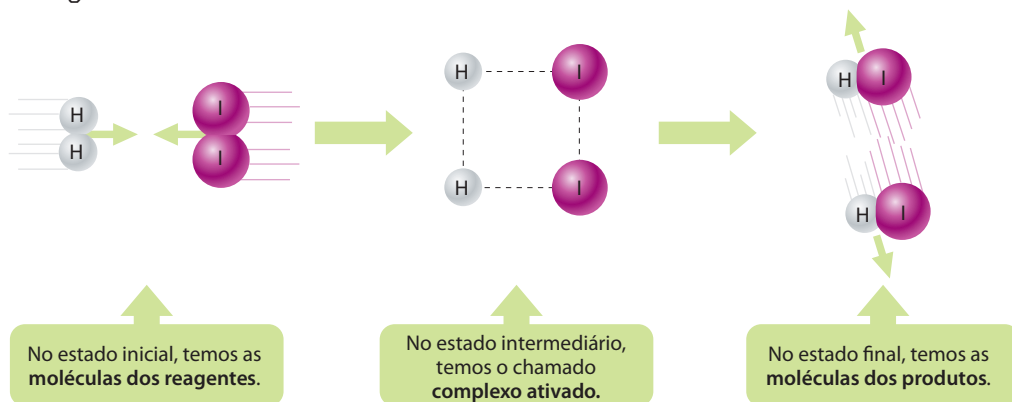 H
H
I
I
H
I
H
I
H
I
H
I
No estado inicial, temos as
moléculas dos reagentes.
No estado intermediário,
temos o chamado
complexo ativado.
No estado final, temos as
moléculas dos produtos.